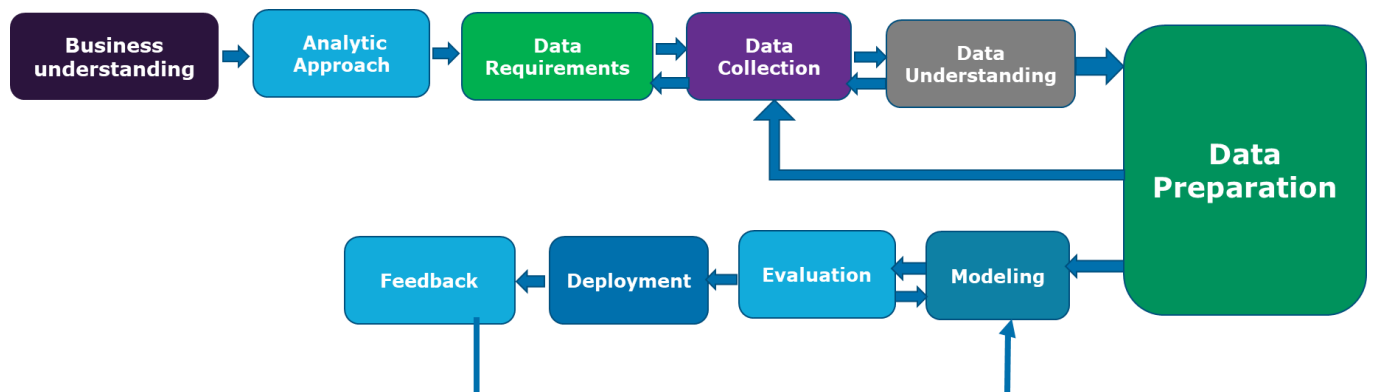 Business
understanding
Analytic
Approach
Data
Requirements
Data
Collection
Data
Understanding
Data
Preparation
Feedback
Deployment
Evaluation
Modeling